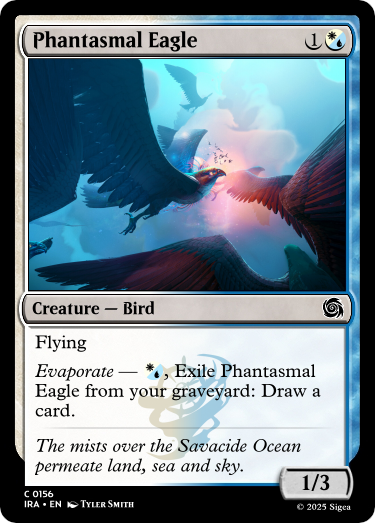 Phantasmal Eagle 1
Creature — Bird
Flying
Evaporate — , Exile Phantasmal
Eagle from your graveyard: Draw a
card.
The mists over the Savacide Ocean
permeate land, sea and sky.
1/3
C 0156
IRA • EN Tyler Smith
© 2025 Sigea